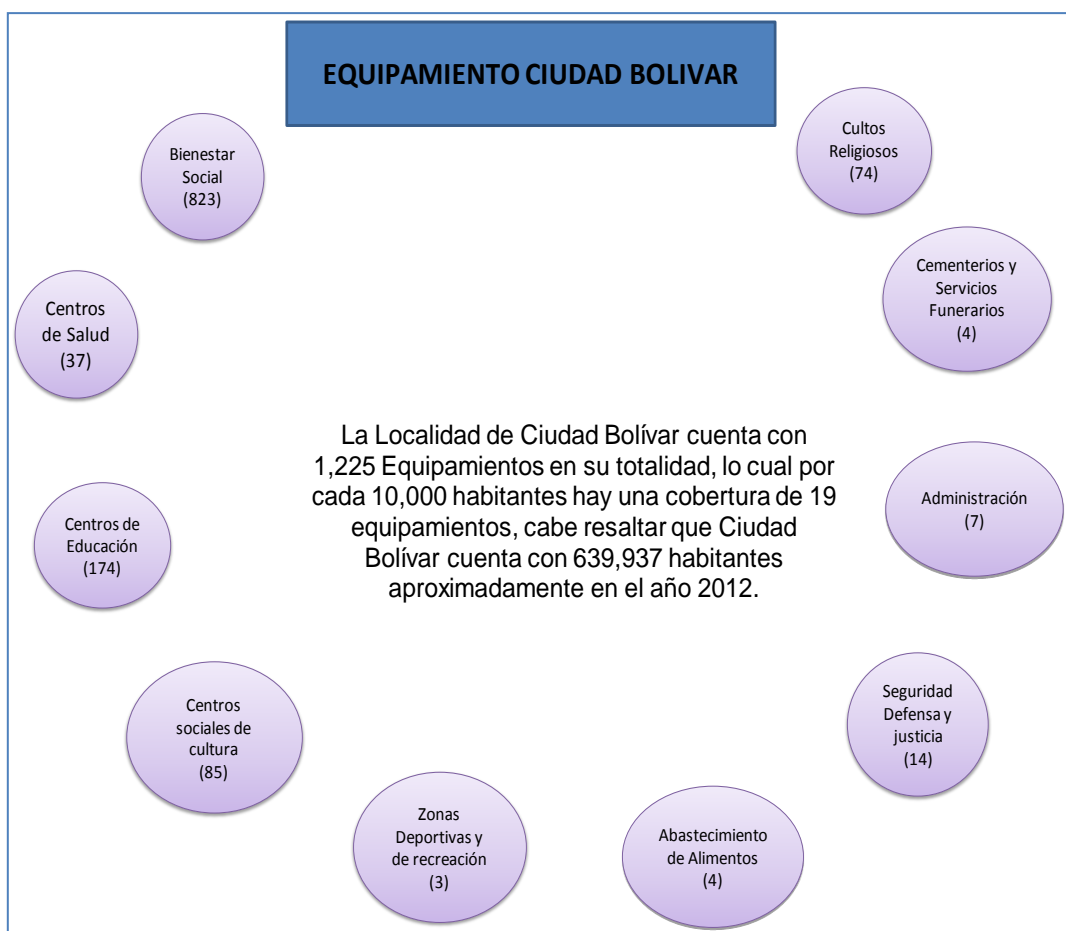 EQUIPAMIENTO CIUDAD BOLIVAR
Bienestar
Social
(823)
Cultos
Religiosos
(74)
Centros
de Salud
(37)
Cementerios y
Servicios
Funerarios
(4)
La Localidad de Ciudad Bolívar cuenta con
1,225 Equipamientos en su totalidad, lo cual por
cada 10,000 habitantes hay una cobertura de 19
equipamientos, cabe resaltar que Ciudad
Bolívar cuenta con 639,937 habitantes
aproximadamente en el año 2012.
Centros de
Educación
(174)
Administración
(7)
Centros
sociales de
cultura
(85)
Seguridad
Defensa y
justicia
(14)
Zonas
Deportivas y
de recreación
(3)
Abastecimiento
de Alimentos
(4)